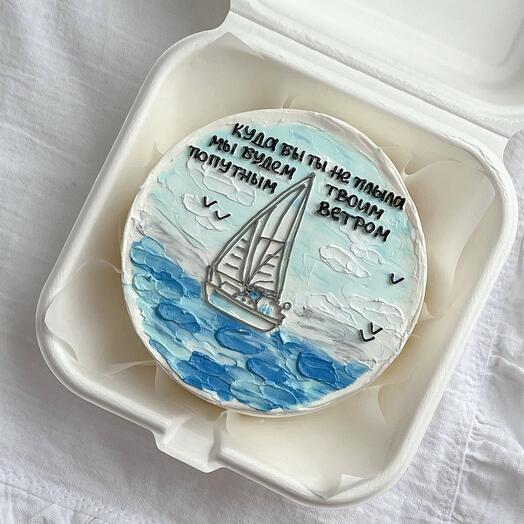 КУДА БЫ ТЫ НЕ ПЛЫЛА
МЫ БУДЕМ ТВОИМ
ПОПУТНЫМ ВЕТРОМ